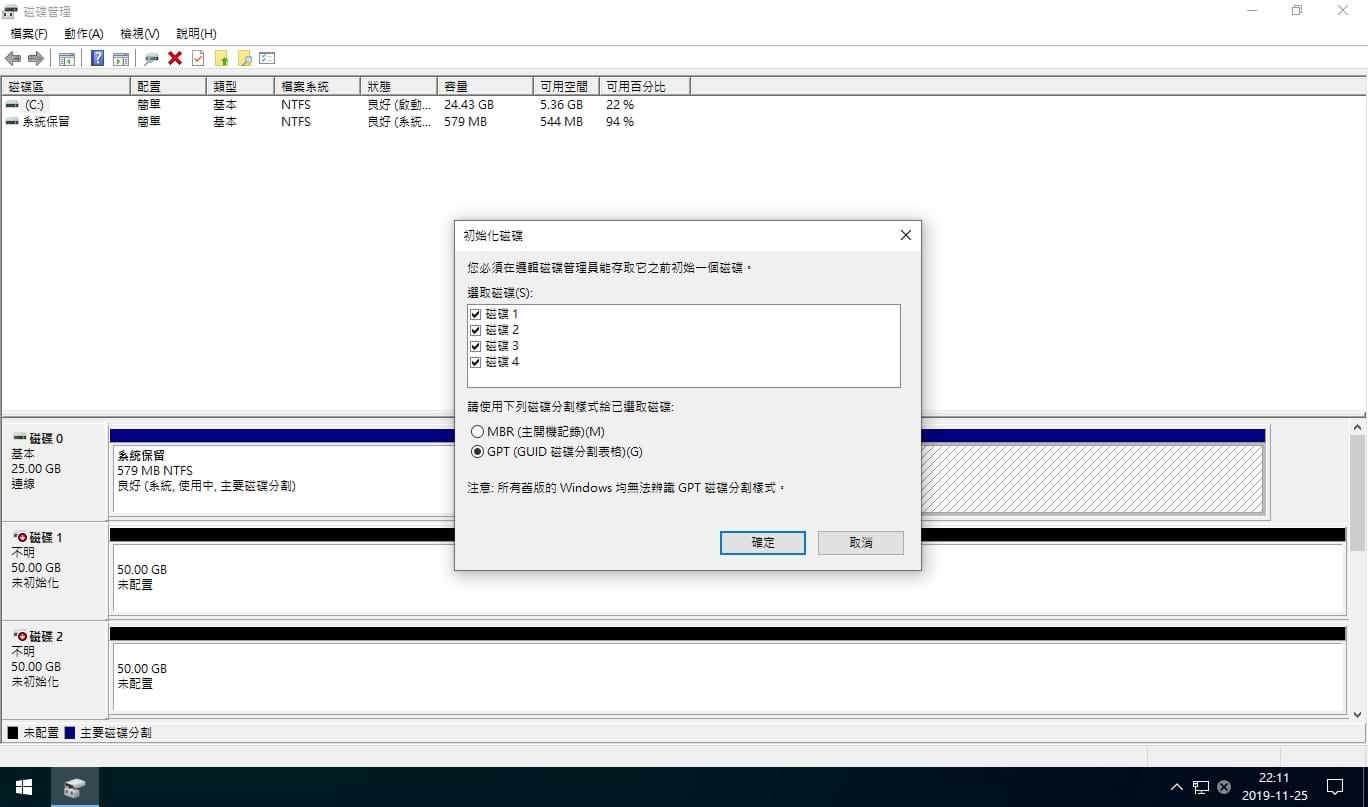 磁碟管理
檔案(F) 動作(A) 檢視(V) 說明(H)
磁碟區 配置 類型 檔案系統 狀態 容量 可用空間 可用百分比
(C:) 簡單 基本 NTFS 良好 (啟動... 24.43 GB 5.36 GB 22 %
系統保留 簡單 基本 NTFS 良好 (系統... 579 MB 544 MB 94 %
初始化磁碟
您必須在邏輯磁碟管理員能存取它之前初始一個磁碟。
選取磁碟(S):
磁碟 1
磁碟 2
磁碟 3
磁碟 4
請使用下列磁碟分割樣式給已選取磁碟:
MBR (主開機記錄)(M)
GPT (GUID 磁碟分割表格)(G)
注意: 所有舊版的 Windows 均無法辨識 GPT 磁碟分割樣式。
確定 取消
磁碟 0
基本
25.00 GB
連線
系統保留
579 MB NTFS
良好 (系統, 使用中, 主要磁碟分割)
磁碟 1
不明
50.00 GB
未初始化
50.00 GB
未配置
磁碟 2
不明
50.00 GB
未初始化
50.00 GB
未配置
未配置 主要磁碟分割
22:11
2019-11-25